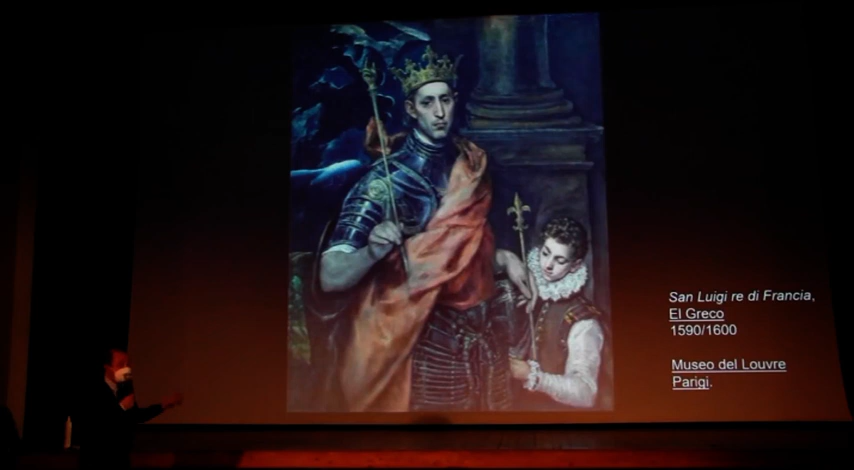 San Luigi re di Francia,
El Greco
1590/1600
Museo del Louvre
Parigi.